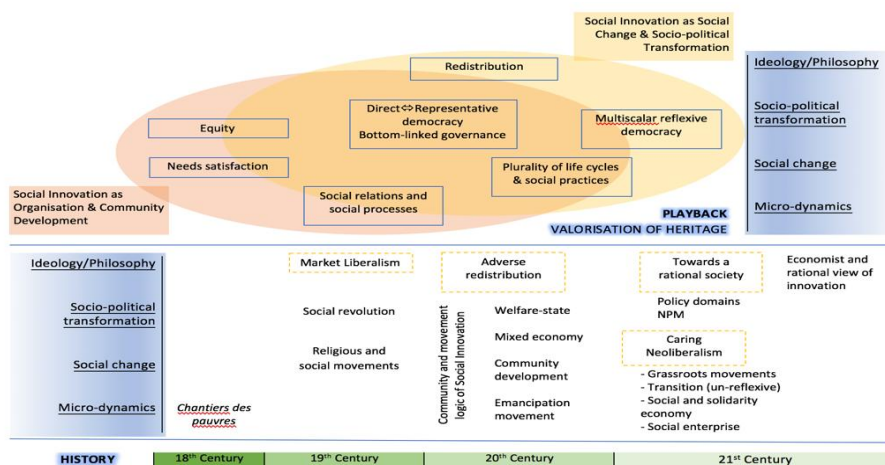 Social Innovation as Social
Change & Socio-political
Transformation
Redistribution
Ideology/Philosophy
Direct⇔Representative
democracy
Bottom-linked governance
Socio-political
transformation
Equity
Multiscalar reflexive
democracy
Needs satisfaction
Plurality of life cycles
& social practices
Social change
Social Innovation as
Organisation & Community
Development
Social relations and
social processes
Micro-dynamics
PLAYBACK
VALORISATION OF HERITAGE
Ideology/Philosophy
Market Liberalism
Adverse
redistribution
Towards a
rational society
Economist and
rational view of
innovation
Socio-political
transformation
Social revolution
Community and movement
logic of Social Innovation
Welfare-state
Policy domains
NPM
Mixed economy
Religious and
social movements
Caring
Neoliberalism
Social change
Community
development
- Grassroots movements
- Transition (un-reflexive)
- Social and solidarity
economy
- Social enterprise
Micro-dynamics
Chantiers des
pauvres
Emancipation
movement
HISTORY
18th Century
19th Century
20th Century
21st Century